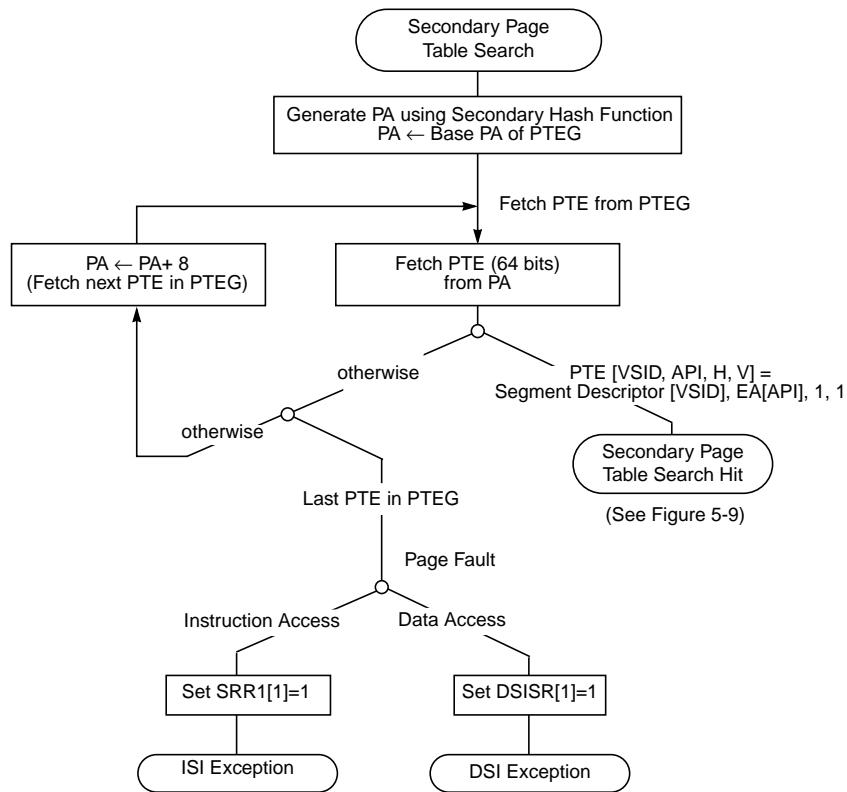 Secondary Page
Table Search
Generate PA using Secondary Hash Function
PA ← Base PA of PTEG
Fetch PTE from PTEG
PA ← PA+ 8
(Fetch next PTE in PTEG)
Fetch PTE (64 bits)
from PA
otherwise
PTE [VSID, API, H, V] =
Segment Descriptor [VSID], EA[API], 1, 1
otherwise
Secondary Page
Table Search Hit
(See Figure 5-9)
Last PTE in PTEG
Page Fault
Instruction Access
Data Access
Set SRR1[1]=1
Set DSISR[1]=1
ISI Exception
DSI Exception